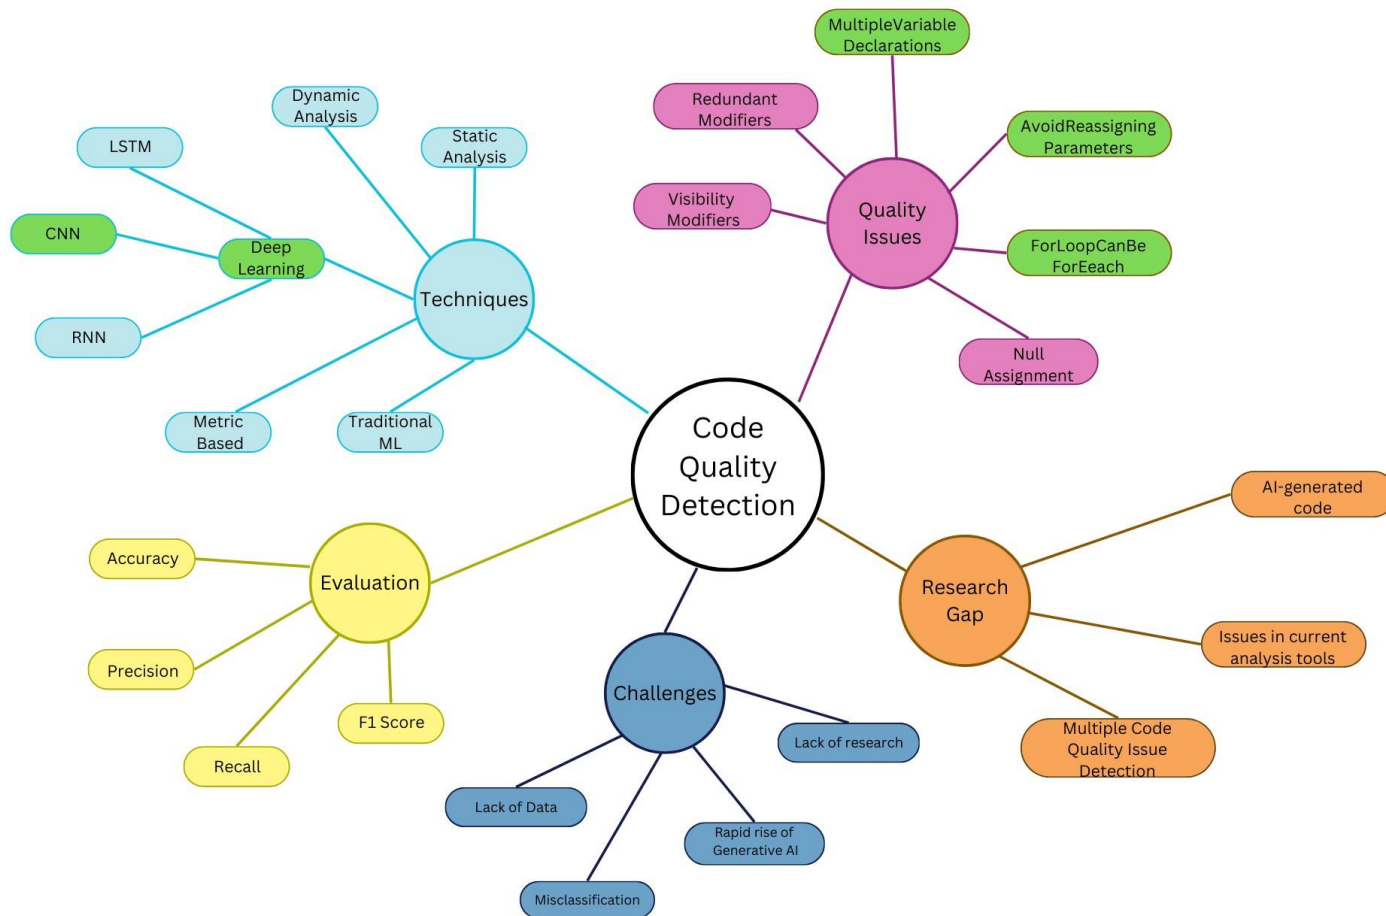 MultipleVariable
Declarations
Dynamic
Analysis
Redundant
Modifiers
Static
Analysis
AvoidReassigning
Parameters
LSTM
Visibility
Modifiers
Quality
Issues
CNN
Deep
Learning
ForLoopCanBe
ForEeach
Techniques
RNN
Null
Assignment
Metric
Based
Traditional
ML
Code
Quality
Detection
AI-generated
code
Accuracy
Evaluation
Research
Gap
Issues in current
analysis tools
Precision
Challenges
F1 Score
Lack of research
Multiple Code
Quality Issue
Detection
Recall
Lack of Data
Rapid rise of
Generative AI
Misclassification